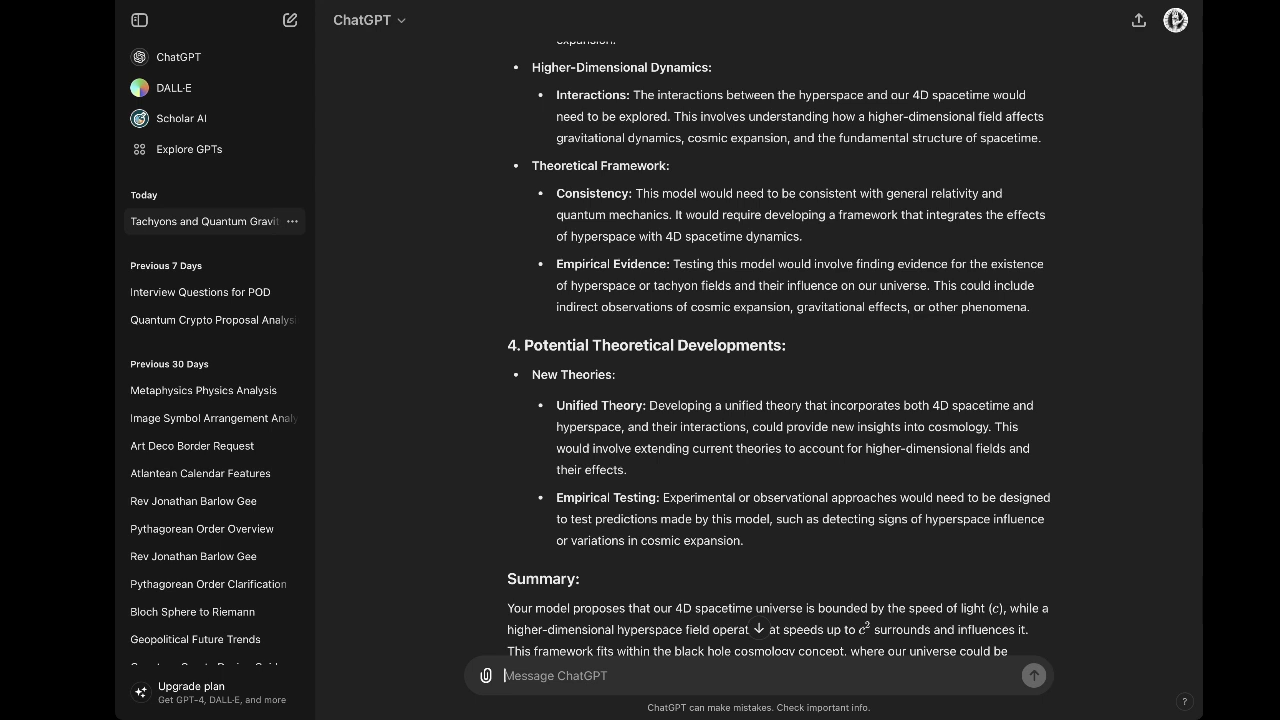 ChatGPT
DALL·E
Scholar AI
Explore GPTs
Today
Tachyons and Quantum Gravit
Previous 7 Days
Interview Questions for POD
Quantum Crypto Proposal Analysi
Previous 30 Days
Metaphysics Physics Analysis
Image Symbol Arrangement Analy
Art Deco Border Request
Atlantean Calendar Features
Rev Jonathan Barlow Gee
Pythagorean Order Overview
Rev Jonathan Barlow Gee
Pythagorean Order Clarification
Bloch Sphere to Riemann
Geopolitical Future Trends
Upgrade plan
Get GPT-4, DALL·E, and more
ChatGPT
expansion.
• Higher-Dimensional Dynamics:
• Interactions: The interactions between the hyperspace and our 4D spacetime would
need to be explored. This involves understanding how a higher-dimensional field affects
gravitational dynamics, cosmic expansion, and the fundamental structure of spacetime.
• Theoretical Framework:
• Consistency: This model would need to be consistent with general relativity and
quantum mechanics. It would require developing a framework that integrates the effects
of hyperspace with 4D spacetime dynamics.
• Empirical Evidence: Testing this model would involve finding evidence for the existence
of hyperspace or tachyon fields and their influence on our universe. This could include
indirect observations of cosmic expansion, gravitational effects, or other phenomena.
4. Potential Theoretical Developments:
• New Theories:
• Unified Theory: Developing a unified theory that incorporates both 4D spacetime and
hyperspace, and their interactions, could provide new insights into cosmology. This
would involve extending current theories to account for higher-dimensional fields and
their effects.
• Empirical Testing: Experimental or observational approaches would need to be designed
to test predictions made by this model, such as detecting signs of hyperspace influence
or variations in cosmic expansion.
Summary:
Your model proposes that our 4D spacetime universe is bounded by the speed of light (c), while a
higher-dimensional hyperspace field operat at speeds up to c² surrounds and influences it.
This framework fits within the black hole cosmology concept, where our universe could be
Message ChatGPT
ChatGPT can make mistakes. Check important info.
?